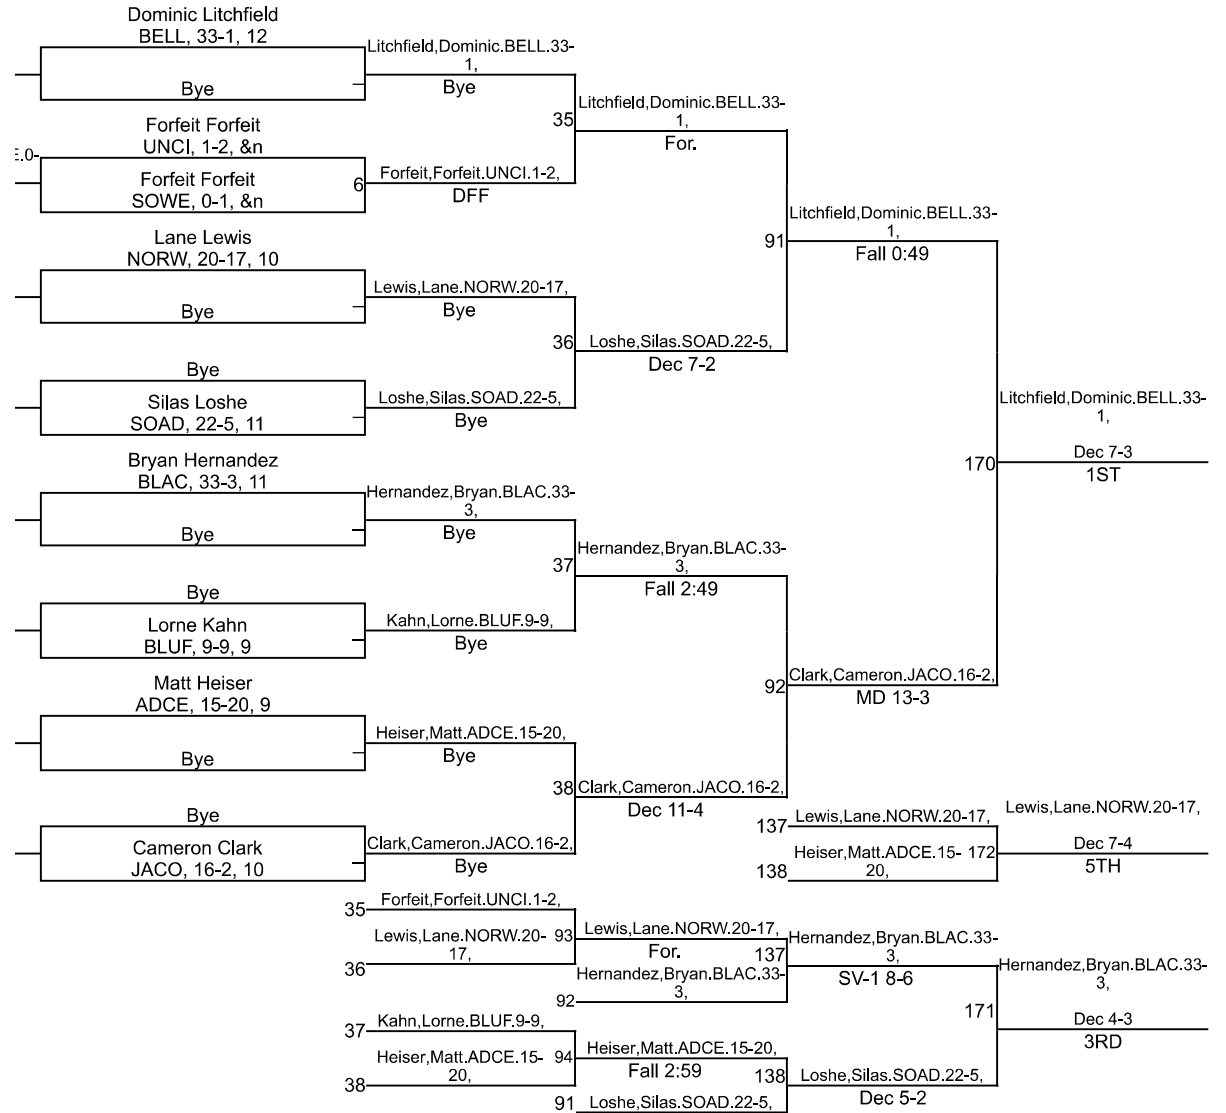 Dominic Litchfield
BELL, 33-1, 12
Bye
Forfeit Forfeit
UNCI, 1-2, &n
E.0-
Forfeit Forfeit
SOWE, 0-1, &n
Lane Lewis
NORW, 20-17, 10
Bye
Bye
Silas Loshe
SOAD, 22-5, 11
Bryan Hernandez
BLAC, 33-3, 11
Bye
Bye
Lorne Kahn
BLUF, 9-9, 9
Matt Heiser
ADCE, 15-20, 9
Bye
Bye
Cameron Clark
JACO, 16-2, 10
Litchfield,Dominic.BELL.33-
1,
Bye
6
Forfeit,Forfeit.UNCI.1-2,
DFF
Lewis,Lane.NORW.20-17,
Bye
Loshe,Silas.SOAD.22-5,
Bye
Hernandez,Bryan.BLAC.33-
3,
Bye
Kahn,Lorne.BLUF.9-9,
Bye
Heiser,Matt.ADCE.15-20,
Bye
Clark,Cameron.JACO.16-2,
Bye
35
Litchfield,Dominic.BELL.33-
1,
For.
36
Loshe,Silas.SOAD.22-5,
Dec 7-2
37
Hernandez,Bryan.BLAC.33-
3,
Fall 2:49
38
Clark,Cameron.JACO.16-2,
Dec 11-4
91
Litchfield,Dominic.BELL.33-
1,
Fall 0:49
92
Clark,Cameron.JACO.16-2,
MD 13-3
170
Litchfield,Dominic.BELL.33-
1,
Dec 7-3
1ST
137
Lewis,Lane.NORW.20-17,
138
Heiser,Matt.ADCE.15-
20,
172
Lewis,Lane.NORW.20-17,
Dec 7-4
5TH
35
Forfeit,Forfeit.UNCI.1-2,
36
Lewis,Lane.NORW.20-
17,
93
Lewis,Lane.NORW.20-17,
For.
92
Hernandez,Bryan.BLAC.33-
3,
137
Hernandez,Bryan.BLAC.33-
3,
SV-1 8-6
37
Kahn,Lorne.BLUF.9-9,
38
Heiser,Matt.ADCE.15-
20,
94
Heiser,Matt.ADCE.15-20,
Fall 2:59
91
Loshe,Silas.SOAD.22-5,
138
Loshe,Silas.SOAD.22-5,
Dec 5-2
171
Hernandez,Bryan.BLAC.33-
3,
Dec 4-3
3RD